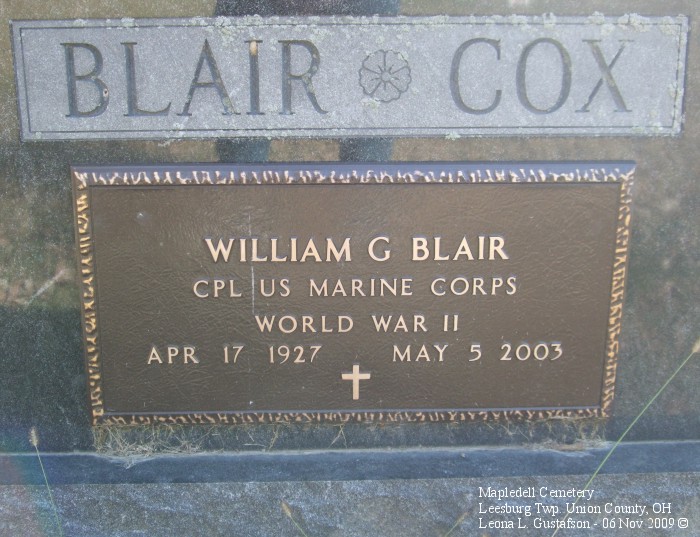 BLAIR COX
WILLIAM G BLAIR
CPL US MARINE CORPS
WORLD WAR II
APR 17 1927 MAY 5 2003
Mapledell Cemetery
Leesburg Twp. Union County, OH
Leona L. Gustafson - 06 Nov 2009 ©